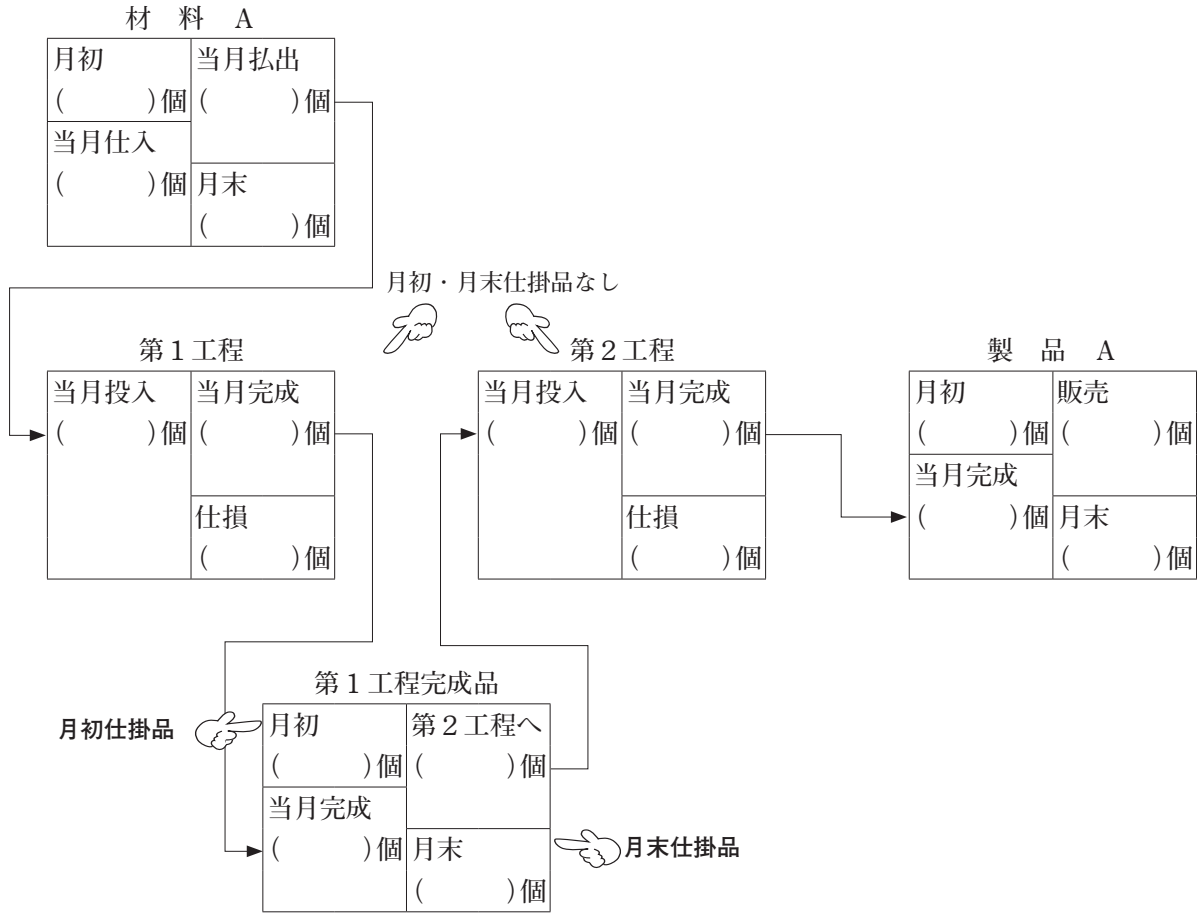 材 料 A
月初
( )個
当月払出
( )個
当月仕入
( )個
月末
( )個
月初・月末仕掛品なし
第1工程
当月投入
( )個
当月完成
( )個
仕損
( )個
第2工程
当月投入
( )個
当月完成
( )個
仕損
( )個
製 品 A
月初
( )個
販売
( )個
当月完成
( )個
月末
( )個
第1工程完成品
月初仕掛品
月初
( )個
第2工程へ
( )個
当月完成
( )個
月末
( )個
月末仕掛品